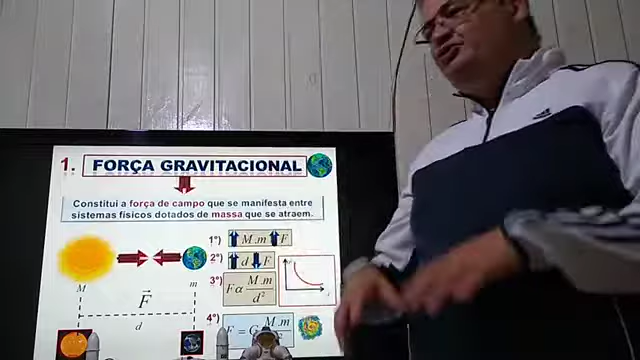 1. FORÇA GRAVITACIONAL
Constitui a força de campo que se manifesta entre
sistemas físicos dotados de massa que se atraem.
1º) M.m F
2º) d F
3º) F α M.m
d²
M
m
F
d
4º) F = G M.m
adidas